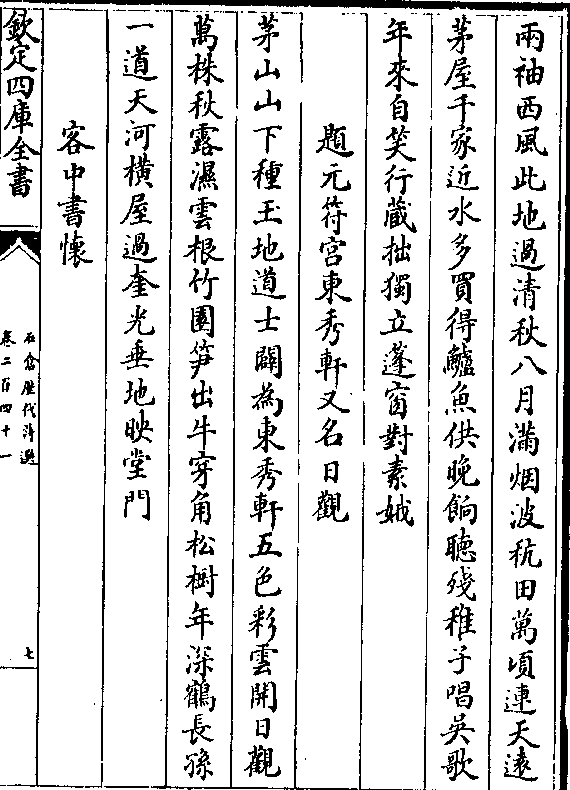 兩袖西風此地過清秋八月滿烟波秔田萬頃連天遠
茅屋千家近水多買得鱸魚供晚餉聽殘稚子唱吳歌
年來自笑行藏拙獨立蓬窗對素娥
題元符宮東秀軒又名日觀
茅山山下種玉地道士闢為東秀軒五色彩雲開日觀
萬株秋露濕雲根竹園笋出牛穿角松樹年深鶴長孫
一道天河橫屋過奎光垂地映堂門
客中書懷
欽定四庫全書
石倉歷代詩選
卷二百四十一
七